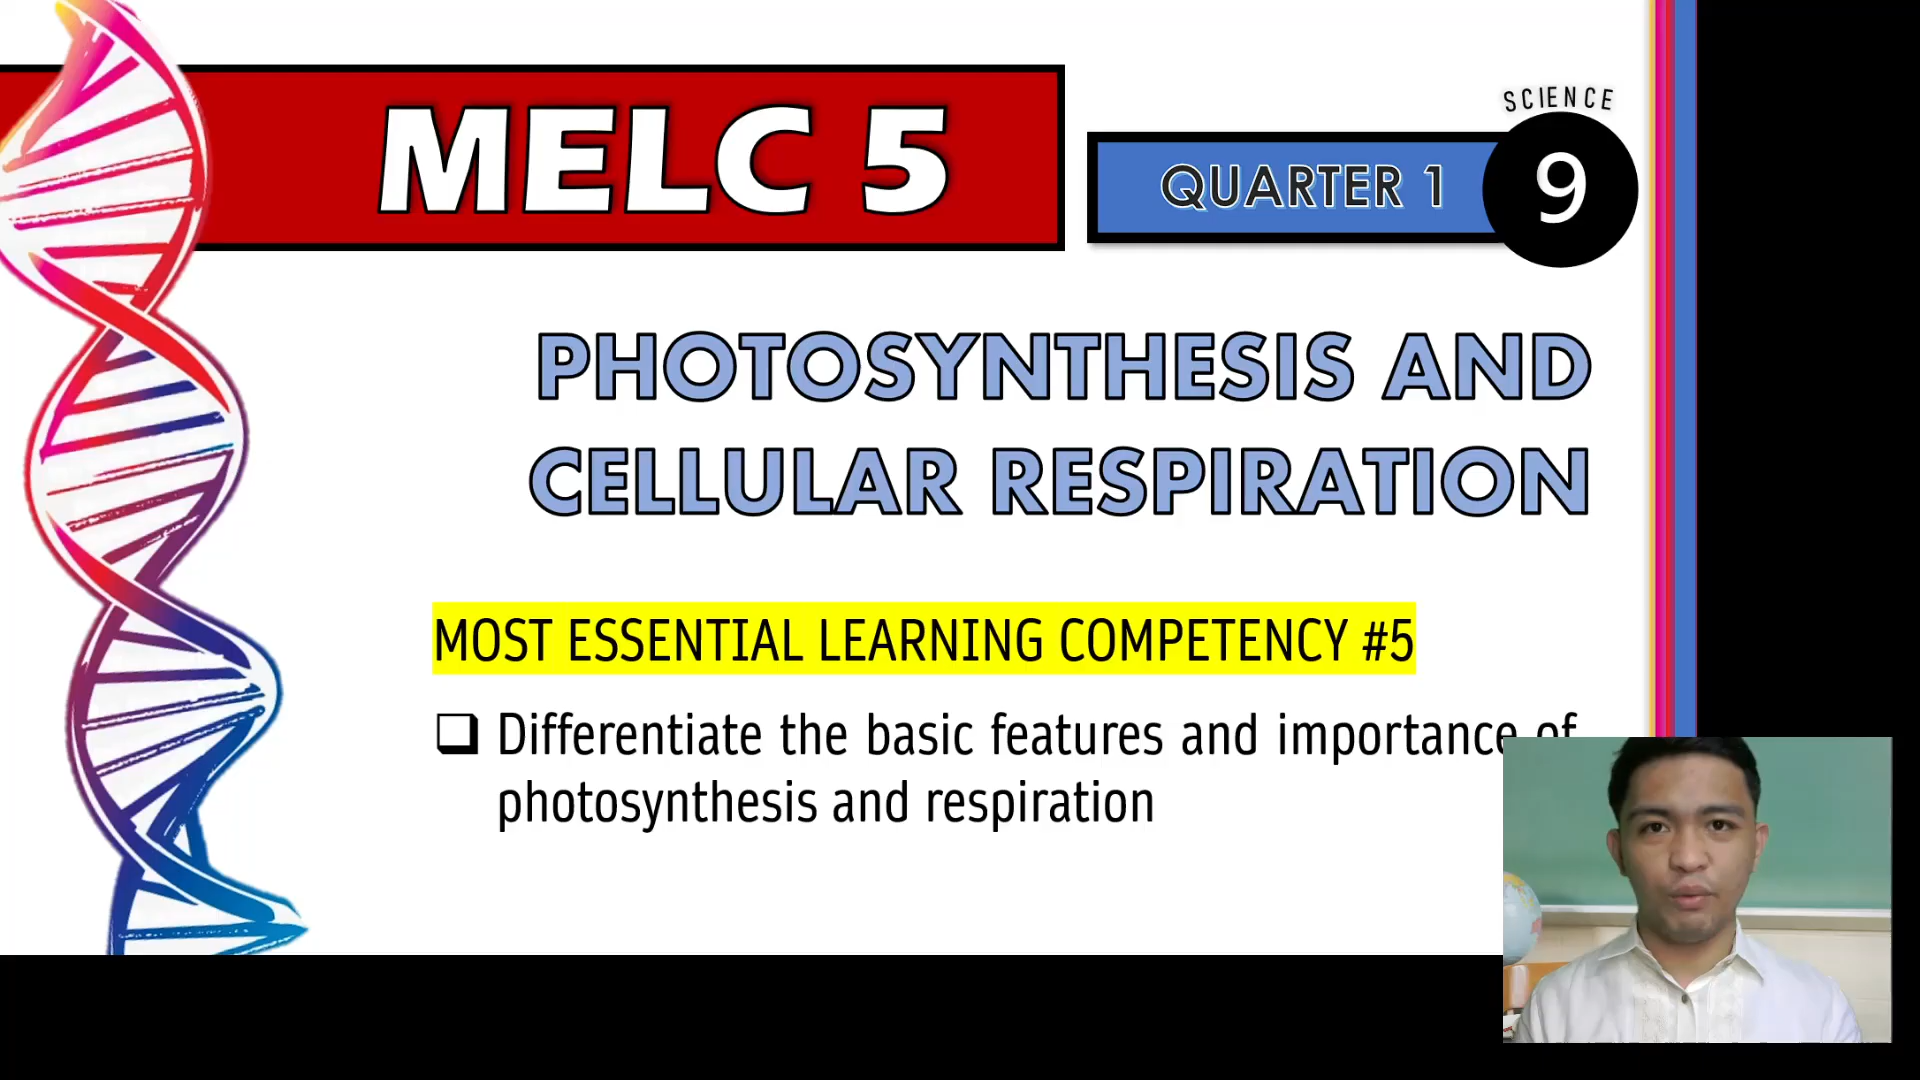 MELC 5
SCIENCE
QUARTER 1
9
PHOTOSYNTHESIS AND
CELLULAR RESPIRATION
MOST ESSENTIAL LEARNING COMPETENCY #5
Differentiate the basic features and importance of
photosynthesis and respiration